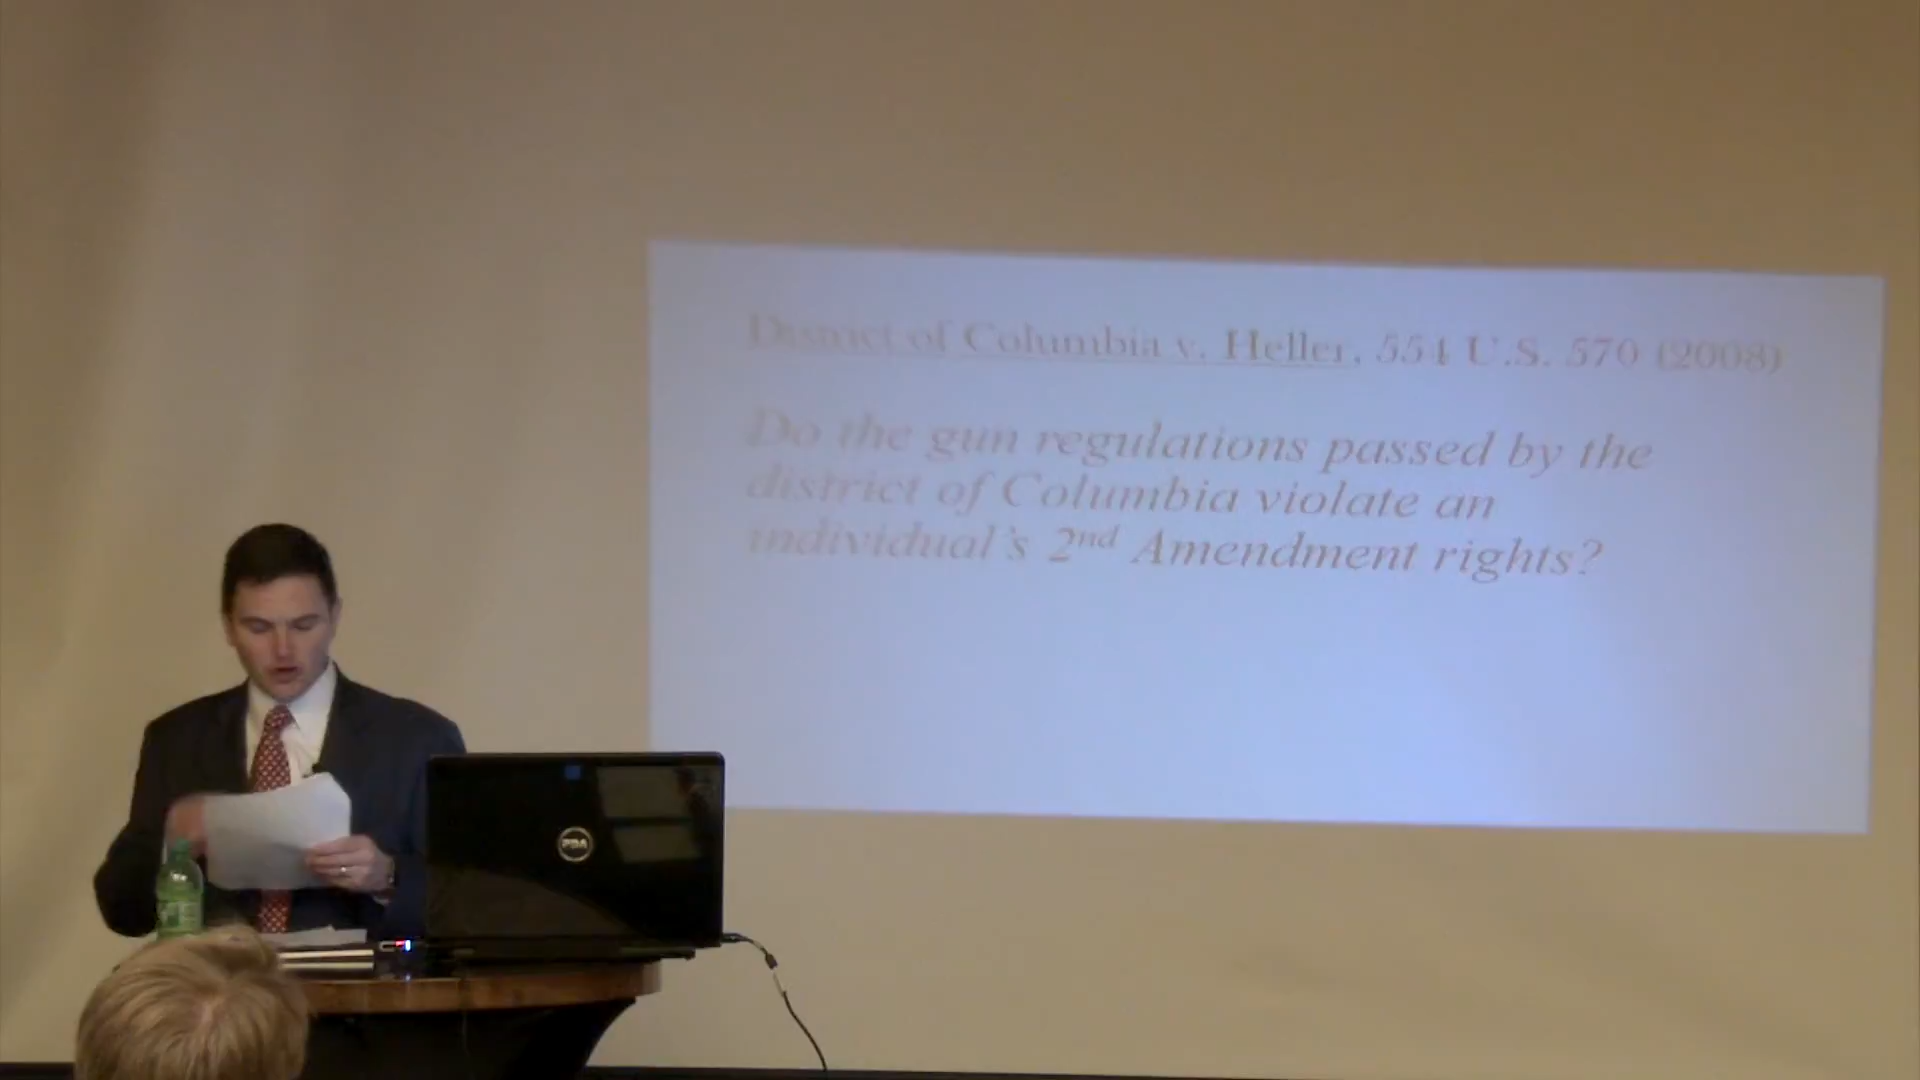 District of Columbia v. Heller, 554 U.S. 570 (2008)
Do the gun regulations passed by the
district of Columbia violate an
individual's 2nd Amendment rights?